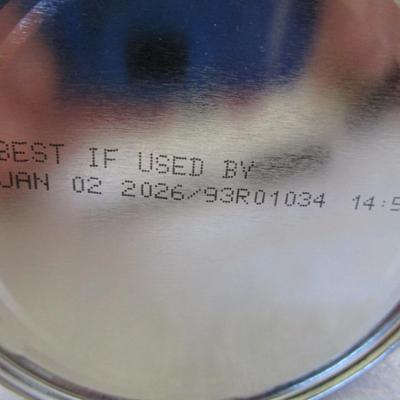 BEST IF USED BY
JAN 02 2026/93R01034 14:5